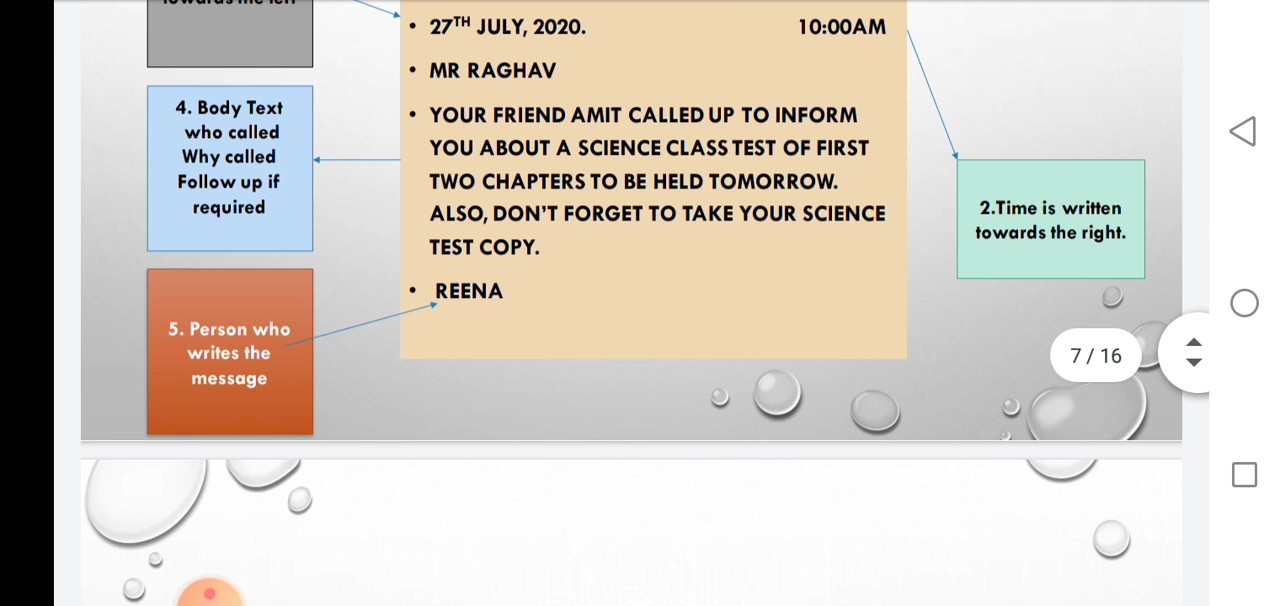 towards the left
• 27TH JULY, 2020. 10:00AM
• MR RAGHAV
• YOUR FRIEND AMIT CALLED UP TO INFORM
YOU ABOUT A SCIENCE CLASS TEST OF FIRST
TWO CHAPTERS TO BE HELD TOMORROW.
ALSO, DON'T FORGET TO TAKE YOUR SCIENCE
TEST COPY.
• REENA
4. Body Text
who called
Why called
Follow up if
required
2.Time is written
towards the right.
5. Person who
writes the
message
7 / 16